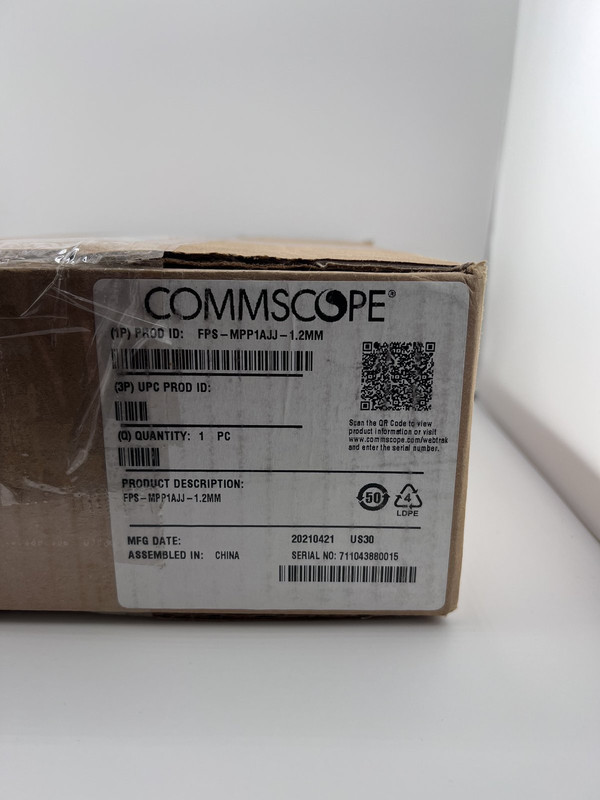 COMMSCOPE®
(1P) PROD ID: FPS-MPP1AJJ-1.2MM
(3P) UPC PROD ID:
Scan the QR Code to view
product information or visit
www.commscope.com/webtrak
and enter the serial number.
(Q) QUANTITY: 1 PC
PRODUCT DESCRIPTION:
FPS-MPP1AJJ-1.2MM
50
4
LDPE
MFG DATE: 20210421 US30
ASSEMBLED IN: CHINA SERIAL NO: 711043880015